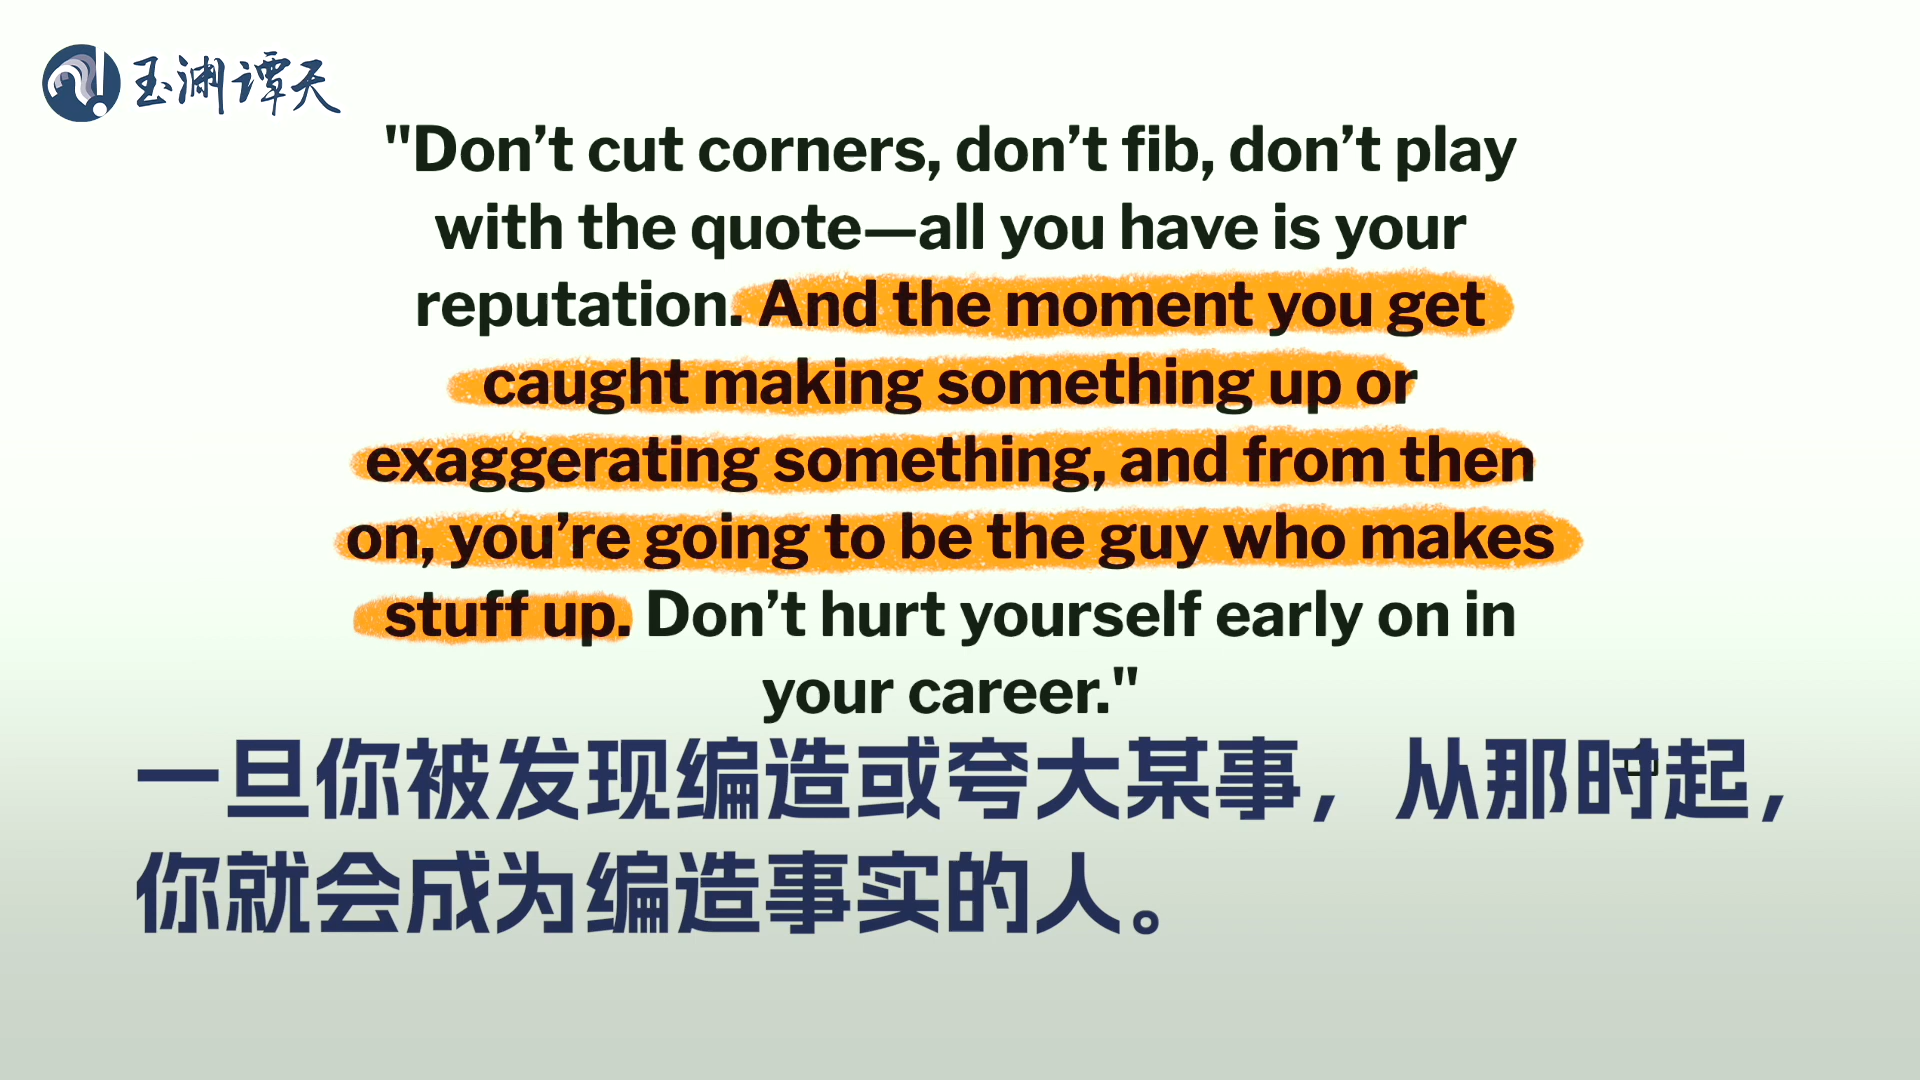 玉渊谭天
"Don’t cut corners, don’t fib, don’t play
with the quote—all you have is your
reputation. And the moment you get
caught making something up or
exaggerating something, and from then
on, you’re going to be the guy who makes
stuff up. Don’t hurt yourself early on in
your career."
一旦你被发现编造或夸大某事，从那时起，
你就会成为编造事实的人。